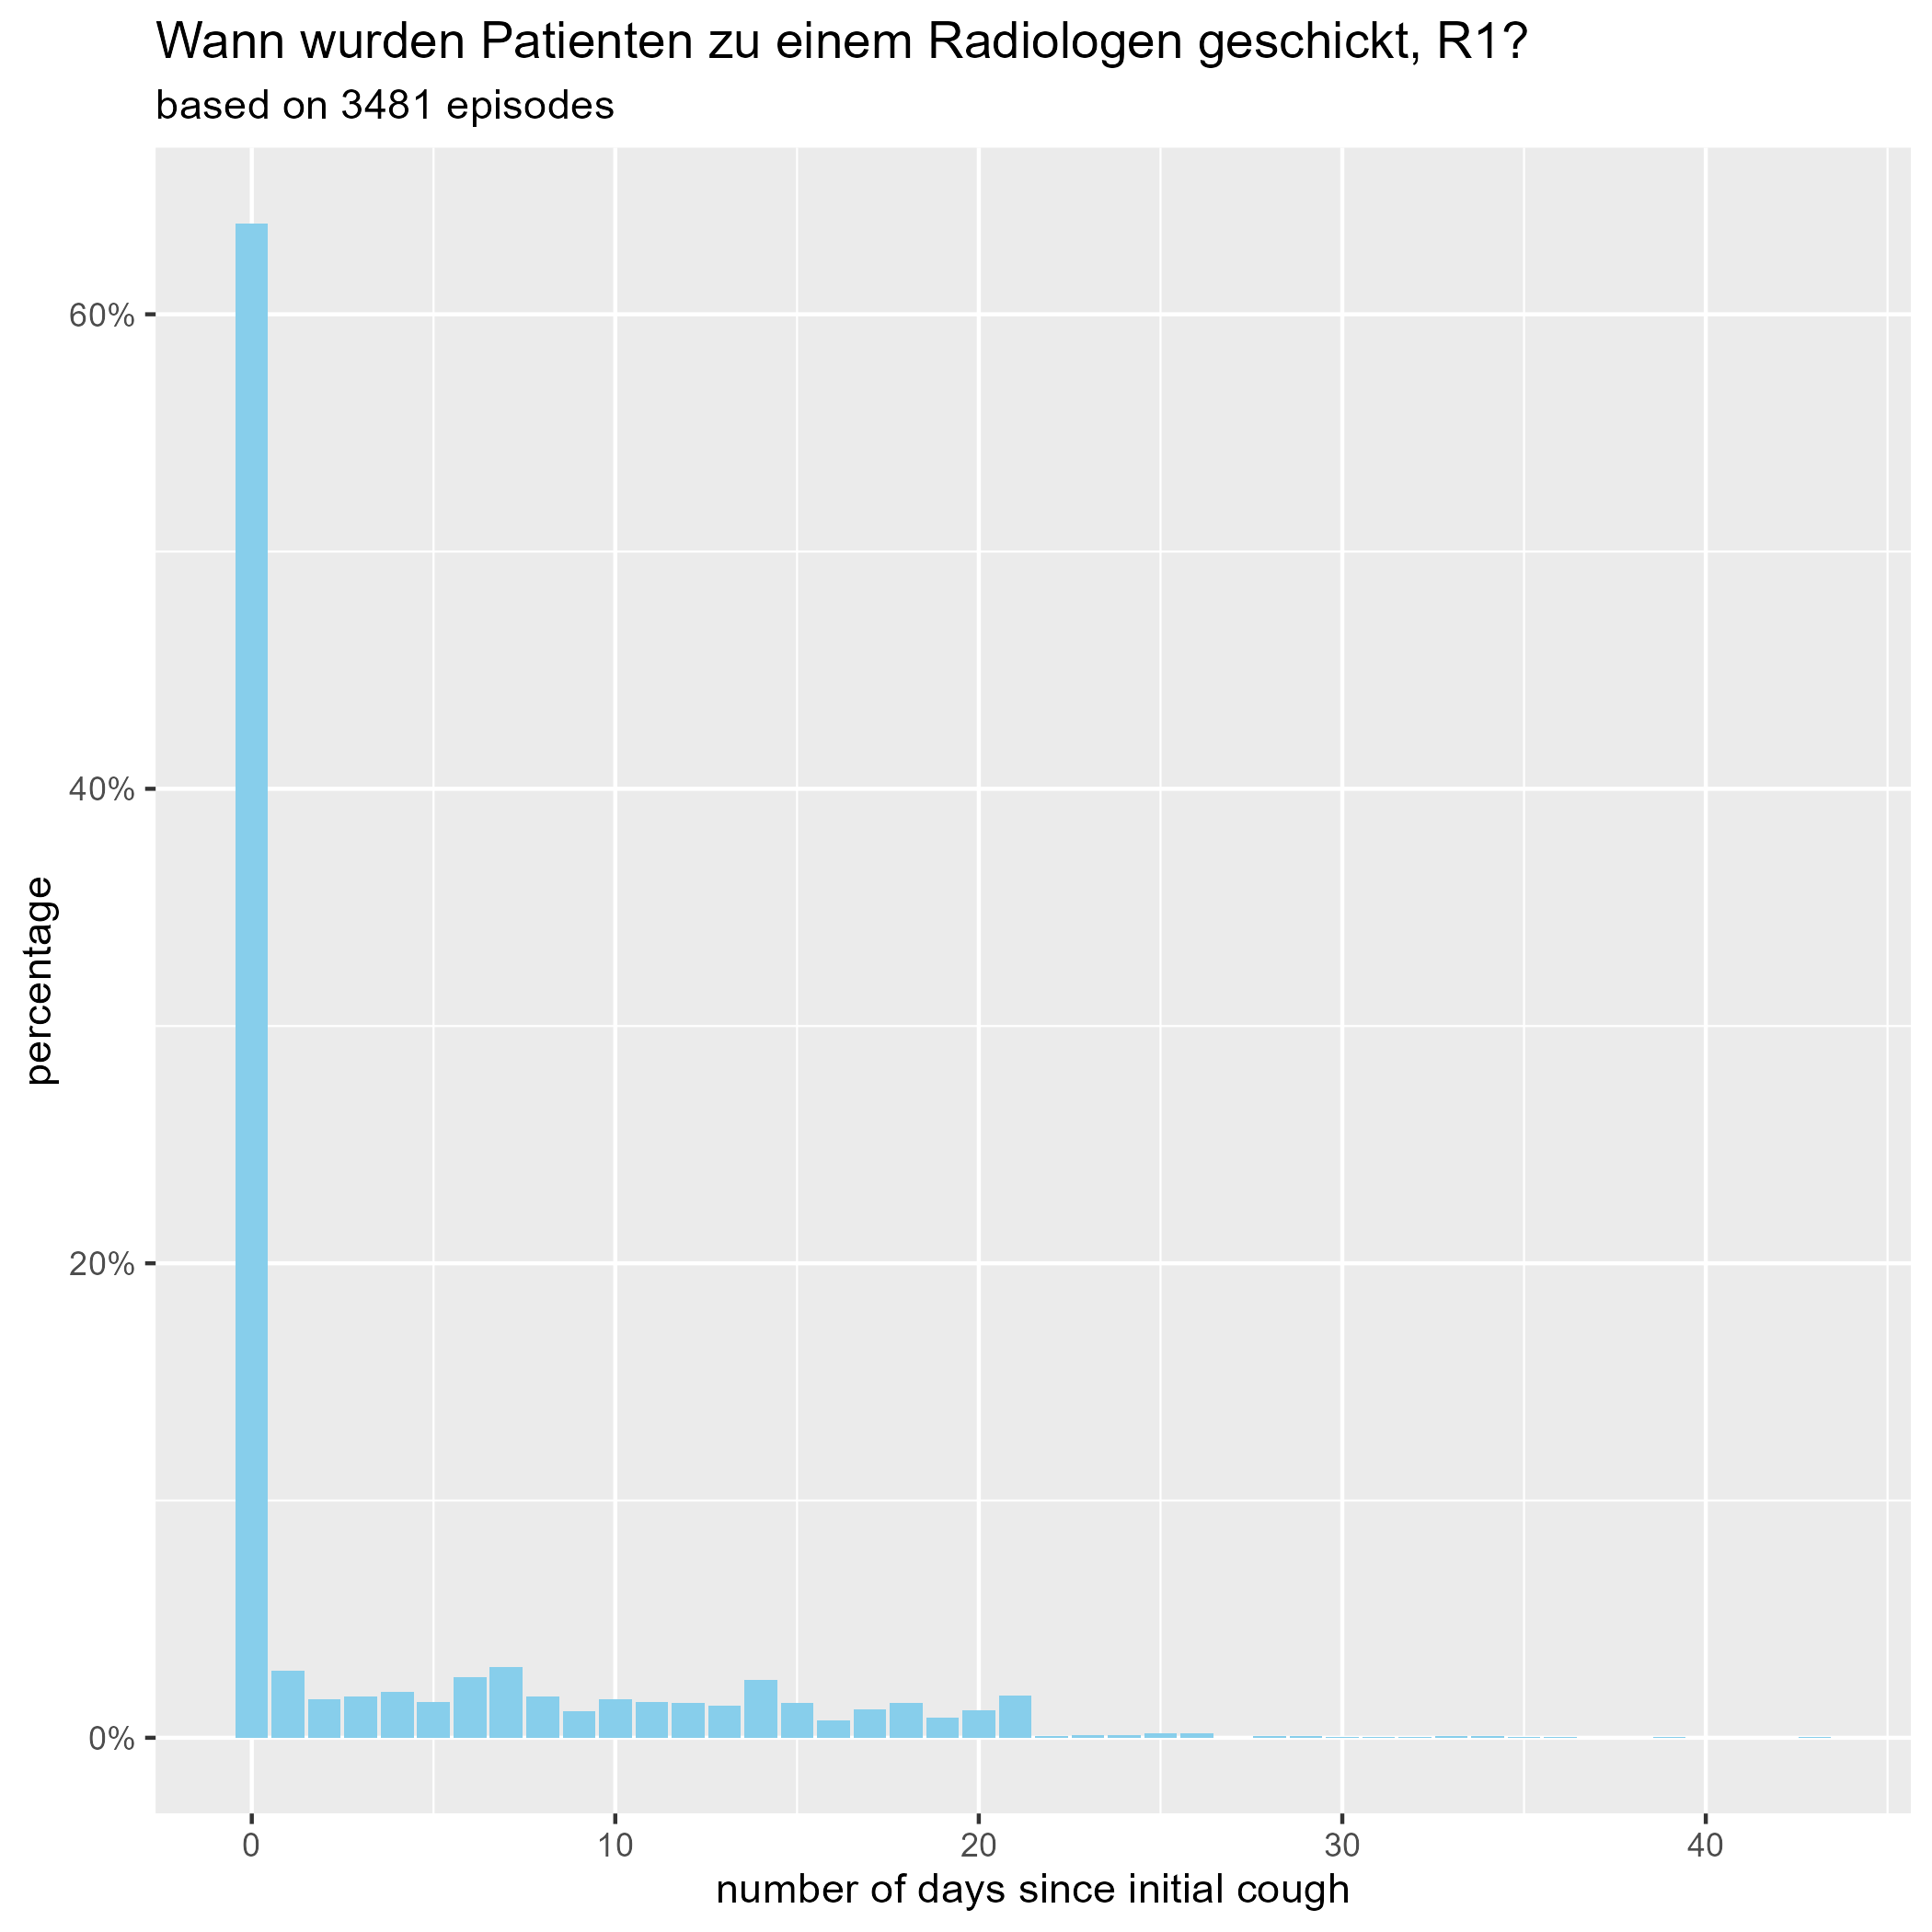 Wann wurden Patienten zu einem Radiologen geschickt, R1?
based on 3481 episodes
60%
40%
20%
0%
percentage
0 10 20 30 40
number of days since initial cough